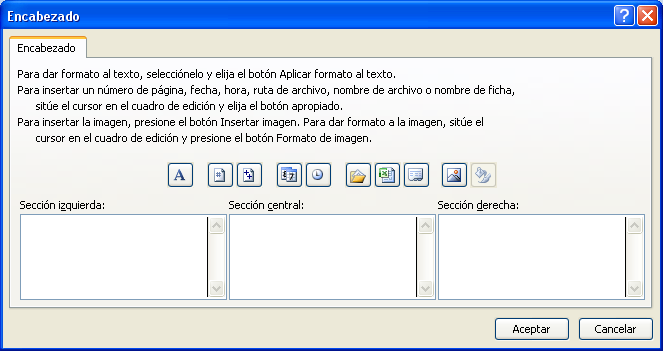 Encabezado
Encabezado
Para dar formato al texto, selecciónelo y elija el botón Aplicar formato al texto.
Para insertar un número de página, fecha, hora, ruta de archivo, nombre de archivo o nombre de ficha,
sitúe el cursor en el cuadro de edición y elija el botón apropiado.
Para insertar la imagen, presione el botón Insertar imagen. Para dar formato a la imagen, sitúe el
cursor en el cuadro de edición y presione el botón Formato de imagen.
A
Sección izquierda: Sección central: Sección derecha:
Aceptar Cancelar